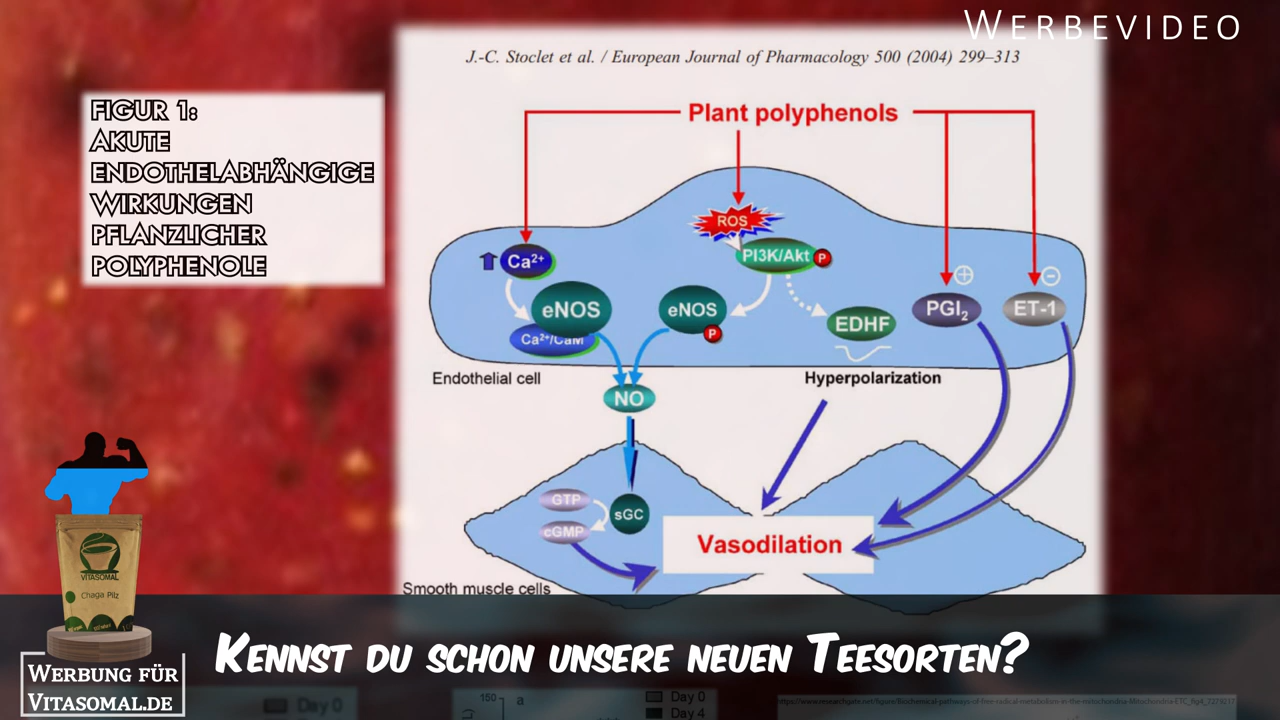 WERBEVIDEO
J.-C. Stoclet et al. / European Journal of Pharmacology 500 (2004) 299–313
FIGUR 1:
AKUTE
ENDOTHELABHÄNGIGE
WIRKUNGEN
PFLANZLICHER
POLYPHENOLE
Plant polyphenols
ROS
Ca²⁺
PI3K/Akt
P
eNOS
eNOS
P
Ca²⁺/CaM
EDHF
PGI₂
+
ET-1
−
Endothelial cell
Hyperpolarization
NO
GTP
sGC
cGMP
Vasodilation
Smooth muscle cells
VITASOMAL
Chaga Pilz
KENNST DU SCHON UNSERE NEUEN TEESORTEN?
WERBUNG FÜR
VITASOMAL.DE
Day 0
150
a
Day 0
Day 4